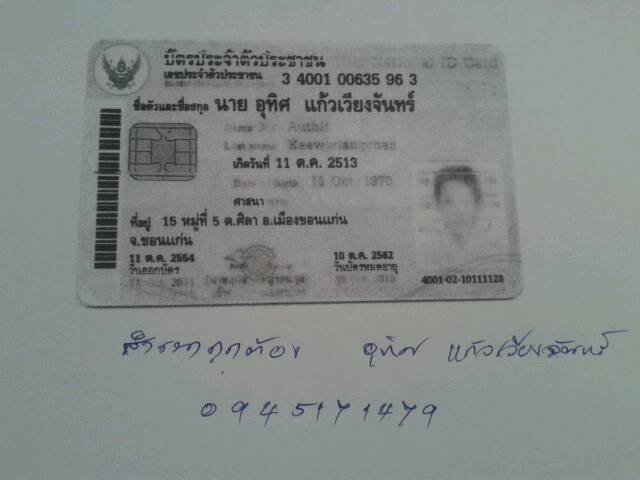 บัตรประจำตัวประชาชน National ID Card
เลขประจำตัวประชาชน 3 4001 00635 96 3
ชื่อตัวและชื่อสกุล นาย อุทิศ แก้วเวียงจันทร์
Name Mr. Authit
Last name Kaewwiangchan
เกิดวันที่ 11 ต.ค. 2513
Date of Birth 11 Oct. 1970
ศาสนา
ที่อยู่ 15 หมู่ที่ 5 ต.ศิลา อ.เมืองขอนแก่น
จ.ขอนแก่น
11 ต.ค. 2554 10 ต.ค. 2562
วันออกบัตร วันบัตรหมดอายุ
4001-02-10111128
สำเนาถูกต้อง อุทิศ แก้วเวียงจันทร์
0945171479